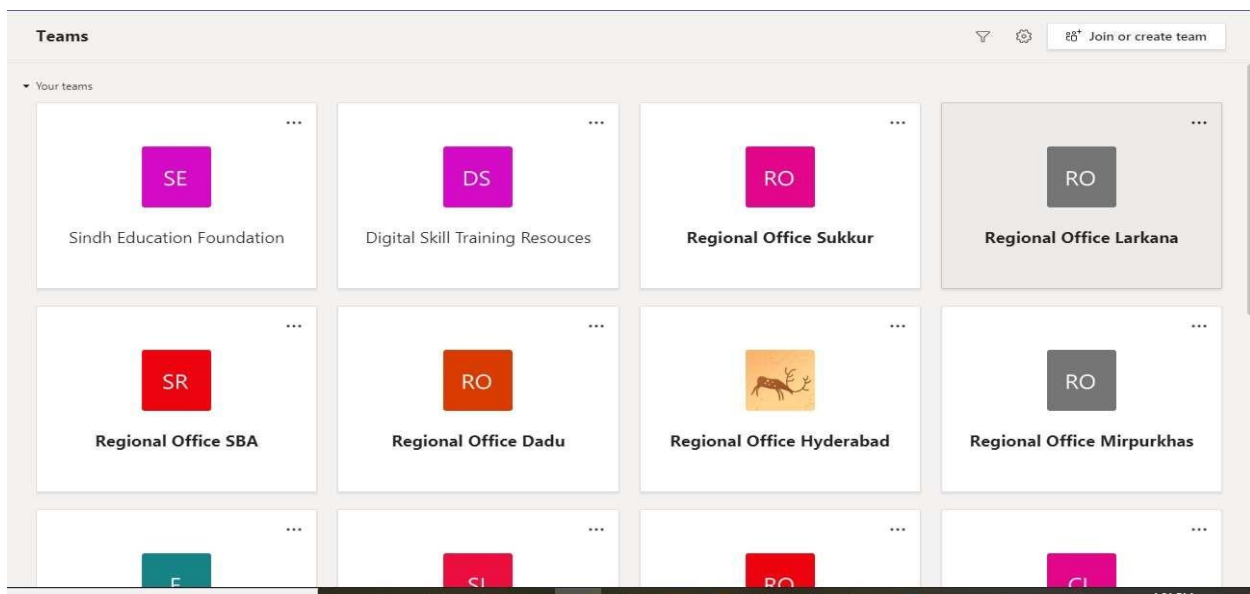 Teams
Join or create team
Your teams
...
...
...
...
SE
DS
RO
RO
Sindh Education Foundation
Digital Skill Training Resouces
Regional Office Sukkur
Regional Office Larkana
...
...
...
...
SR
RO
RO
Regional Office SBA
Regional Office Dadu
Regional Office Hyderabad
Regional Office Mirpurkhas
...
...
...
...
RO